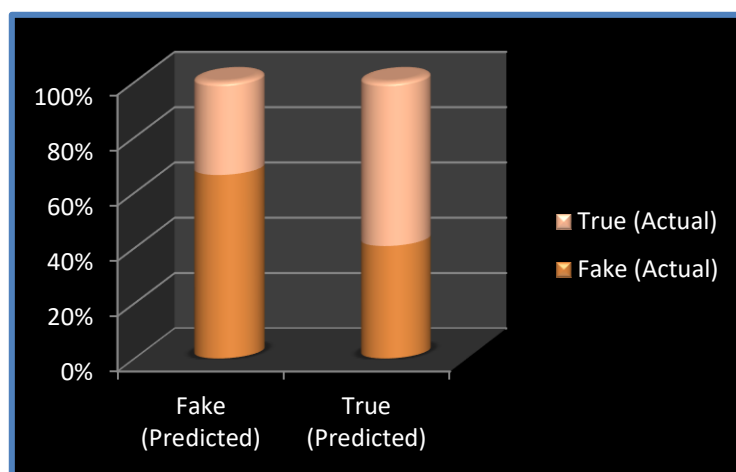 100%
80%
60%
40%
20%
0%
Fake
(Predicted)
True
(Predicted)
True (Actual)
Fake (Actual)